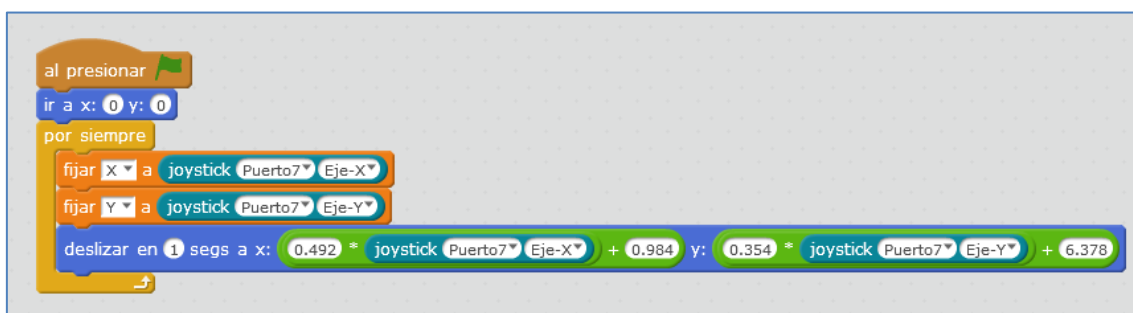 al presionar
ir a x: 0 y: 0
por siempre
fijar X a joystick Puerto7 Eje-X
fijar Y a joystick Puerto7 Eje-Y
deslizar en 1 segs a x: 0.492 * joystick Puerto7 Eje-X + 0.984 y: 0.354 * joystick Puerto7 Eje-Y + 6.378